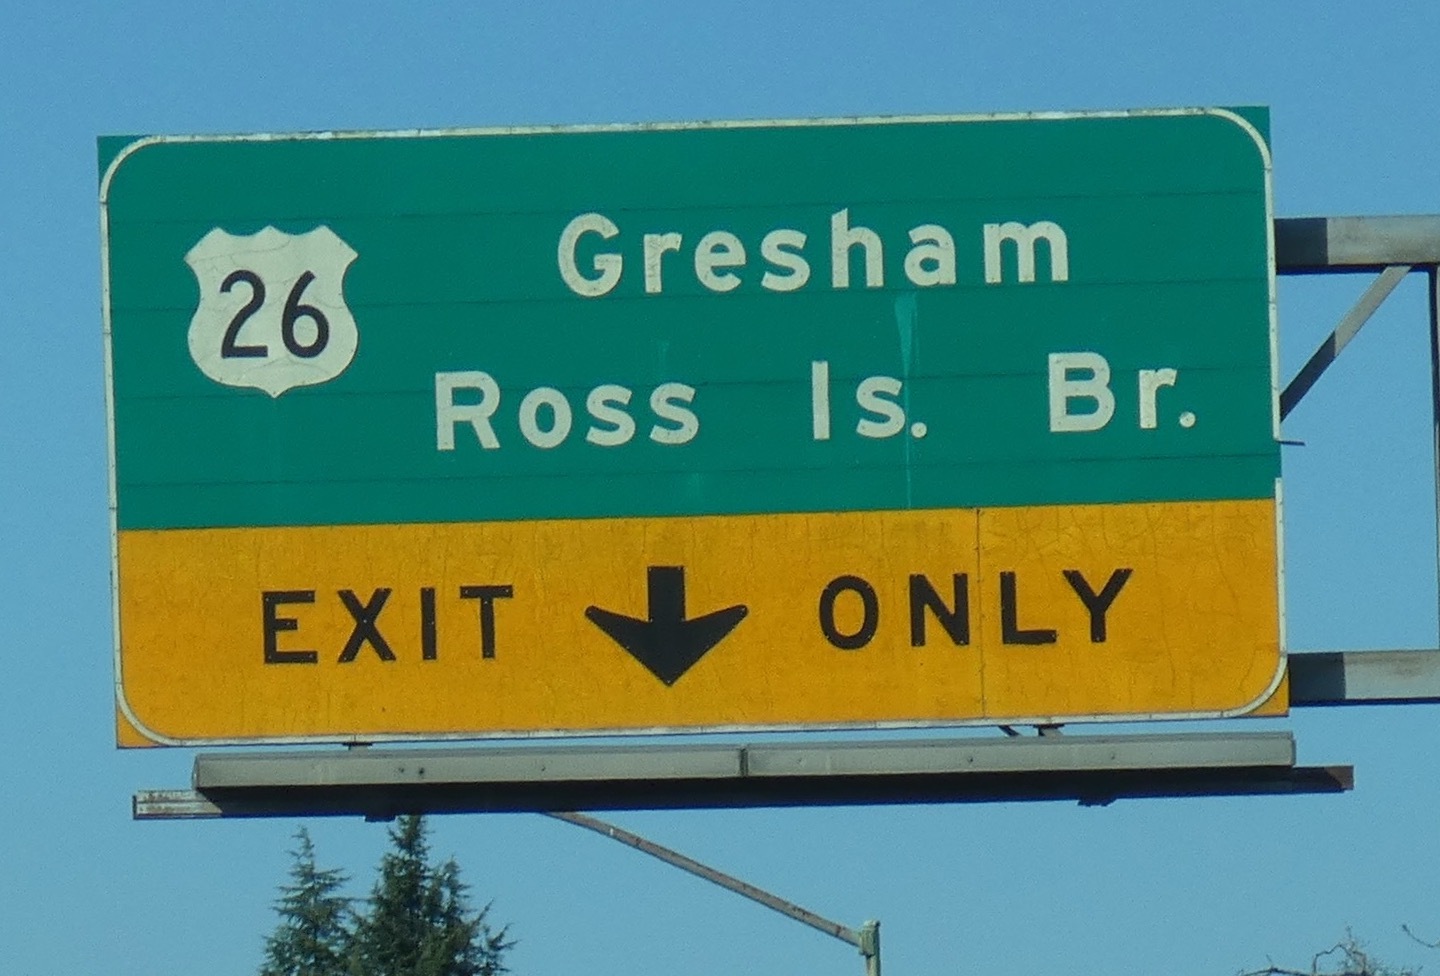 26
Gresham
Ross Is. Br.
EXIT ONLY